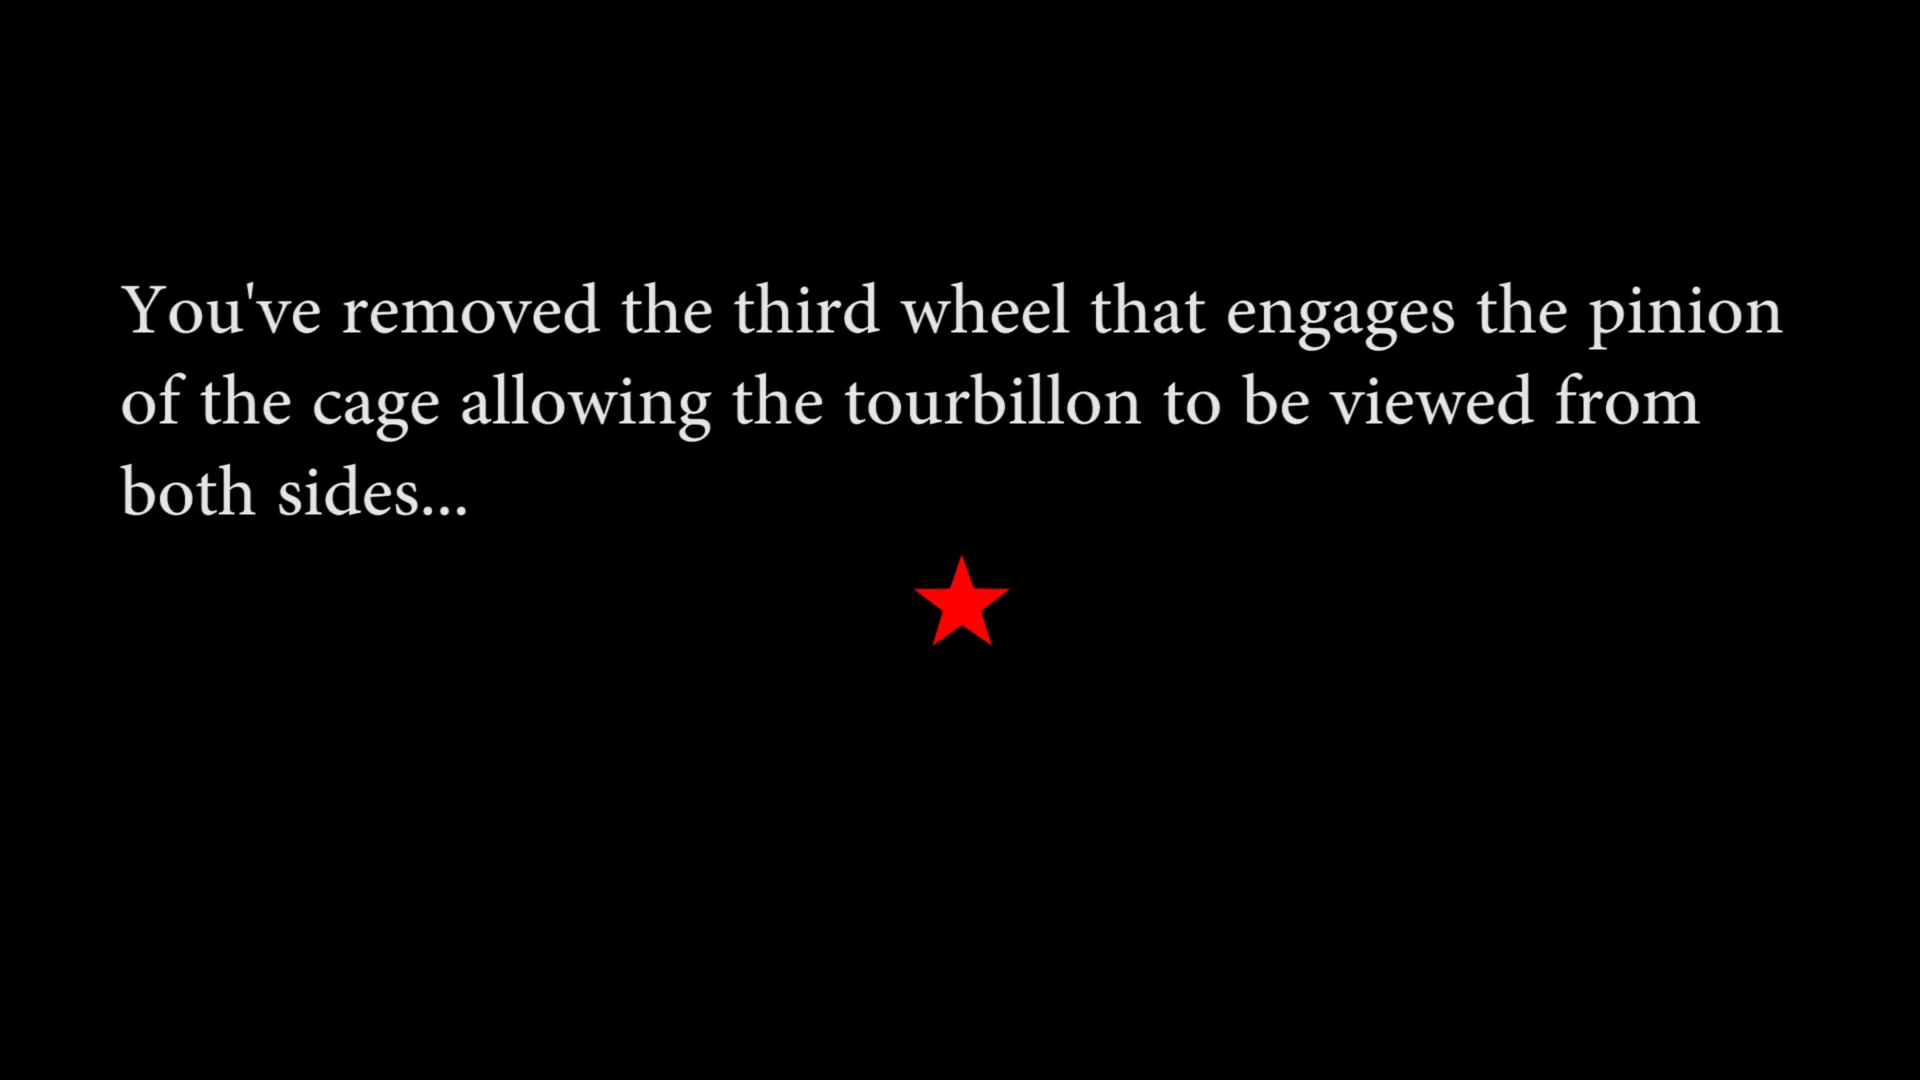 You've removed the third wheel that engages the pinion
of the cage allowing the tourbillon to be viewed from
both sides...